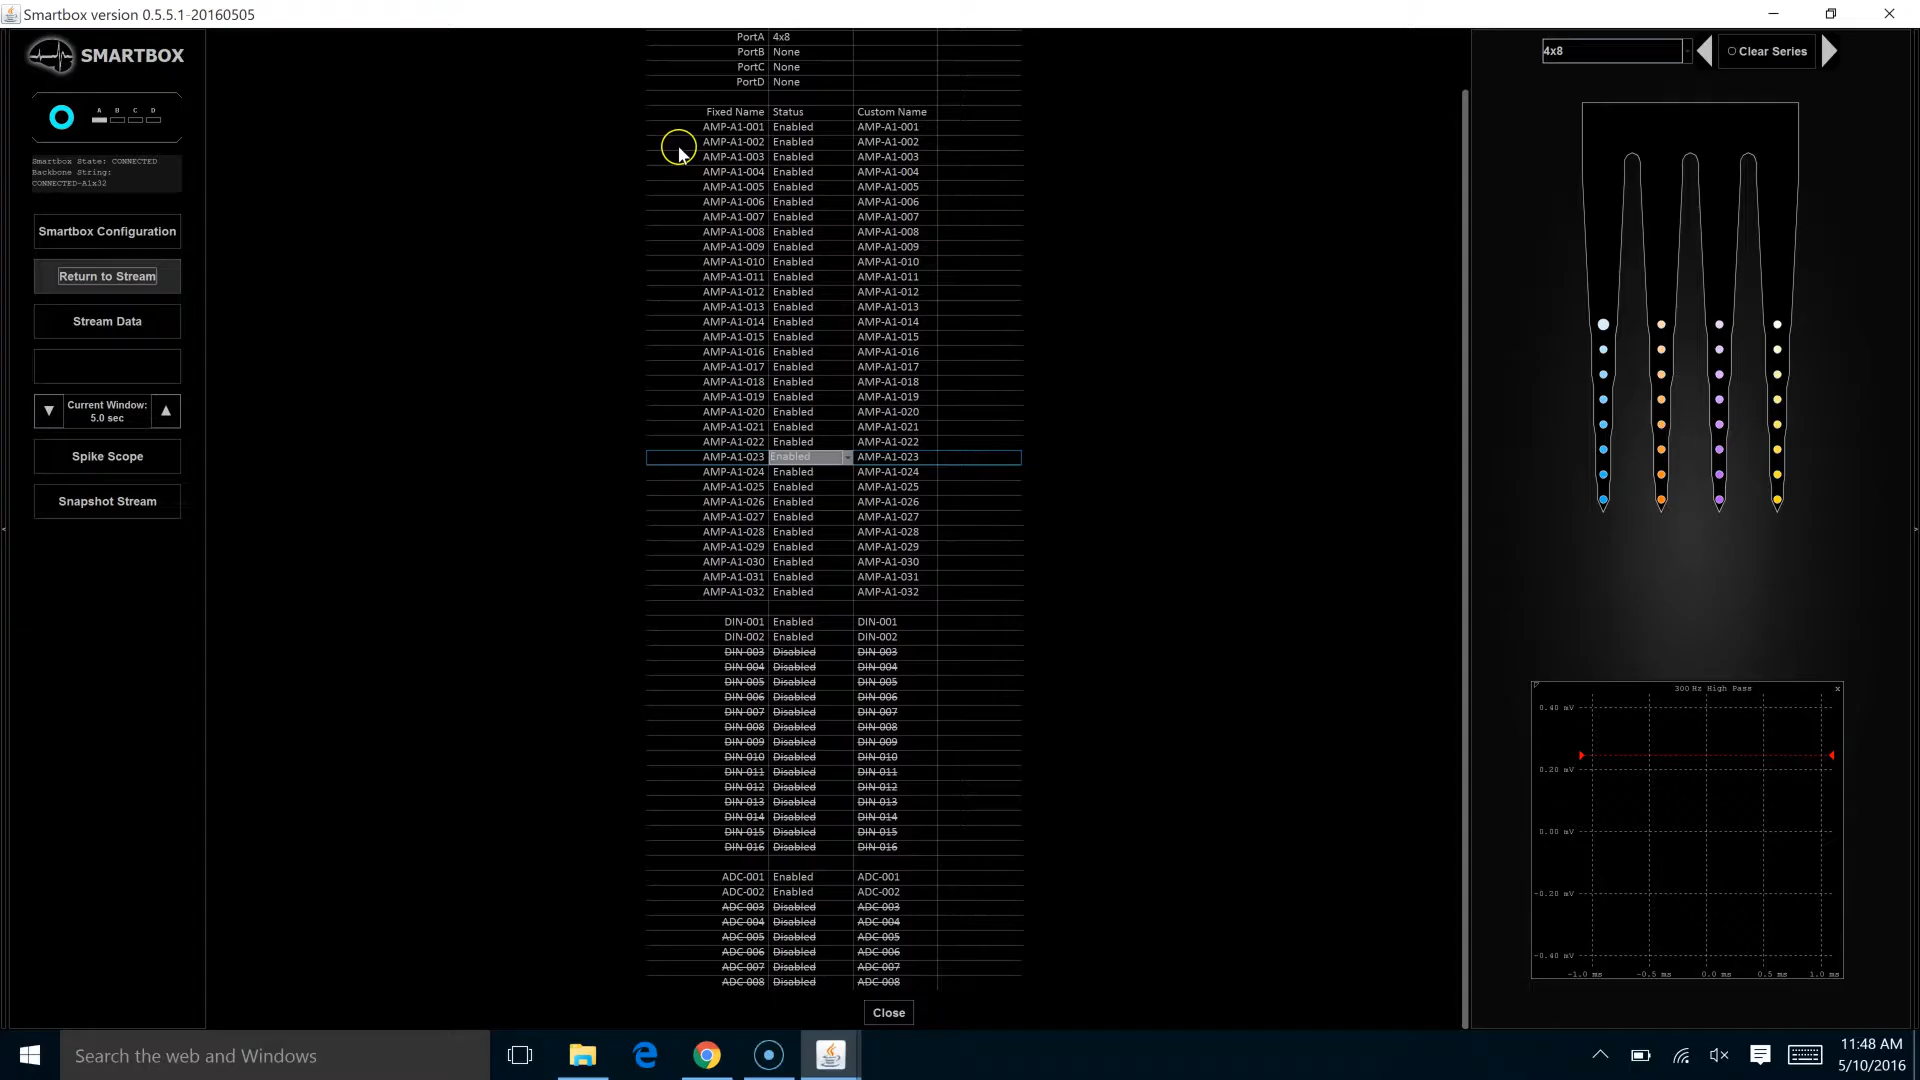 Smartbox version 0.5.5.1-20160505
SMARTBOX
A B C D
Smartbox State: CONNECTED
Backbone String:
CONNECTED-A1x32
Smartbox Configuration
Return to Stream
Stream Data
Current Window:
5.0 sec
Spike Scope
Snapshot Stream
PortA 4x8
PortB None
PortC None
PortD None
Fixed Name Status Custom Name
AMP-A1-001 Enabled AMP-A1-001
AMP-A1-002 Enabled AMP-A1-002
AMP-A1-003 Enabled AMP-A1-003
AMP-A1-004 Enabled AMP-A1-004
AMP-A1-005 Enabled AMP-A1-005
AMP-A1-006 Enabled AMP-A1-006
AMP-A1-007 Enabled AMP-A1-007
AMP-A1-008 Enabled AMP-A1-008
AMP-A1-009 Enabled AMP-A1-009
AMP-A1-010 Enabled AMP-A1-010
AMP-A1-011 Enabled AMP-A1-011
AMP-A1-012 Enabled AMP-A1-012
AMP-A1-013 Enabled AMP-A1-013
AMP-A1-014 Enabled AMP-A1-014
AMP-A1-015 Enabled AMP-A1-015
AMP-A1-016 Enabled AMP-A1-016
AMP-A1-017 Enabled AMP-A1-017
AMP-A1-018 Enabled AMP-A1-018
AMP-A1-019 Enabled AMP-A1-019
AMP-A1-020 Enabled AMP-A1-020
AMP-A1-021 Enabled AMP-A1-021
AMP-A1-022 Enabled AMP-A1-022
AMP-A1-023 Enabled AMP-A1-023
AMP-A1-024 Enabled AMP-A1-024
AMP-A1-025 Enabled AMP-A1-025
AMP-A1-026 Enabled AMP-A1-026
AMP-A1-027 Enabled AMP-A1-027
AMP-A1-028 Enabled AMP-A1-028
AMP-A1-029 Enabled AMP-A1-029
AMP-A1-030 Enabled AMP-A1-030
AMP-A1-031 Enabled AMP-A1-031
AMP-A1-032 Enabled AMP-A1-032
DIN-001 Enabled DIN-001
DIN-002 Enabled DIN-002
DIN-003 Disabled DIN-003
DIN-004 Disabled DIN-004
DIN-005 Disabled DIN-005
DIN-006 Disabled DIN-006
DIN-007 Disabled DIN-007
DIN-008 Disabled DIN-008
DIN-009 Disabled DIN-009
DIN-010 Disabled DIN-010
DIN-011 Disabled DIN-011
DIN-012 Disabled DIN-012
DIN-013 Disabled DIN-013
DIN-014 Disabled DIN-014
DIN-015 Disabled DIN-015
DIN-016 Disabled DIN-016
ADC-001 Enabled ADC-001
ADC-002 Enabled ADC-002
ADC-003 Disabled ADC-003
ADC-004 Disabled ADC-004
ADC-005 Disabled ADC-005
ADC-006 Disabled ADC-006
ADC-007 Disabled ADC-007
ADC-008 Disabled ADC-008
Close
4x8
Clear Series
300 Hz High Pass x
0.40 mV
0.20 mV
0.00 mV
-0.20 mV
-0.40 mV
-1.0 ms -0.5 ms 0.0 ms 0.5 ms 1.0 ms
Search the web and Windows
11:48 AM
5/10/2016